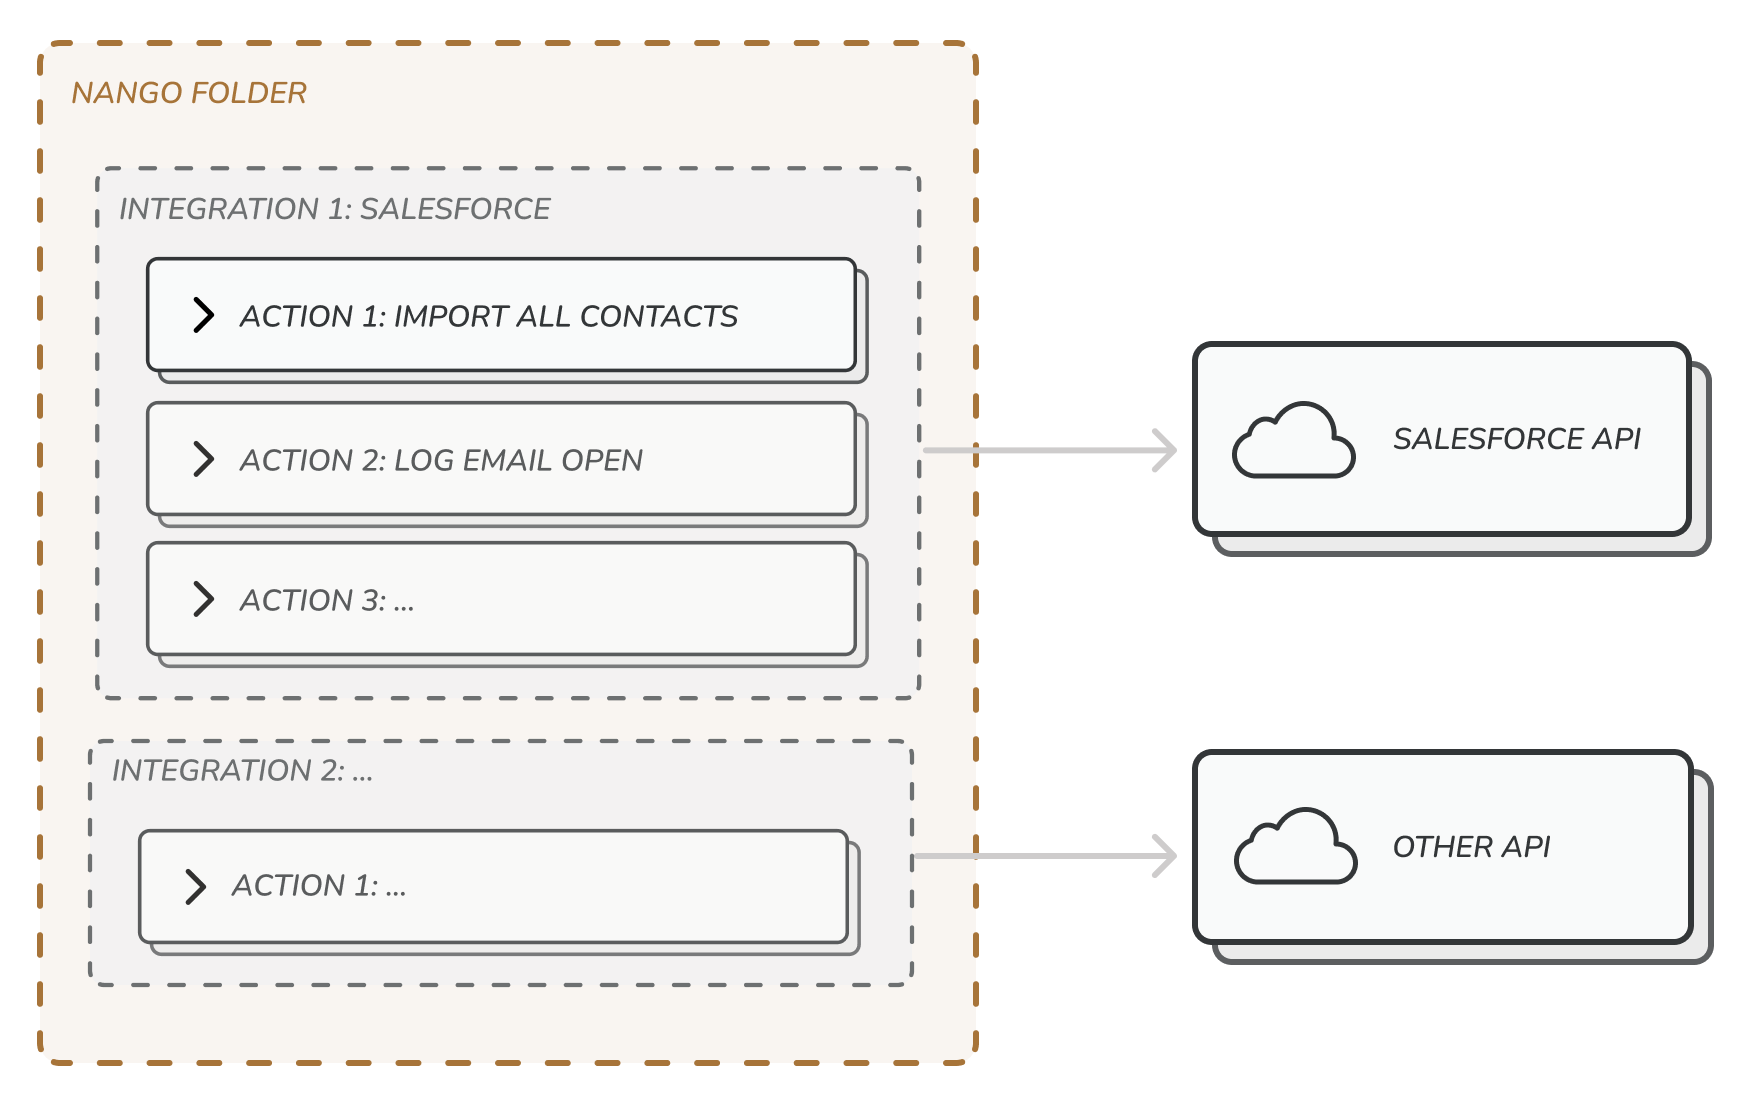 NANGO FOLDER
INTEGRATION 1: SALESFORCE
ACTION 1: IMPORT ALL CONTACTS
ACTION 2: LOG EMAIL OPEN
ACTION 3: ...
SALESFORCE API
INTEGRATION 2: ...
ACTION 1: ...
OTHER API